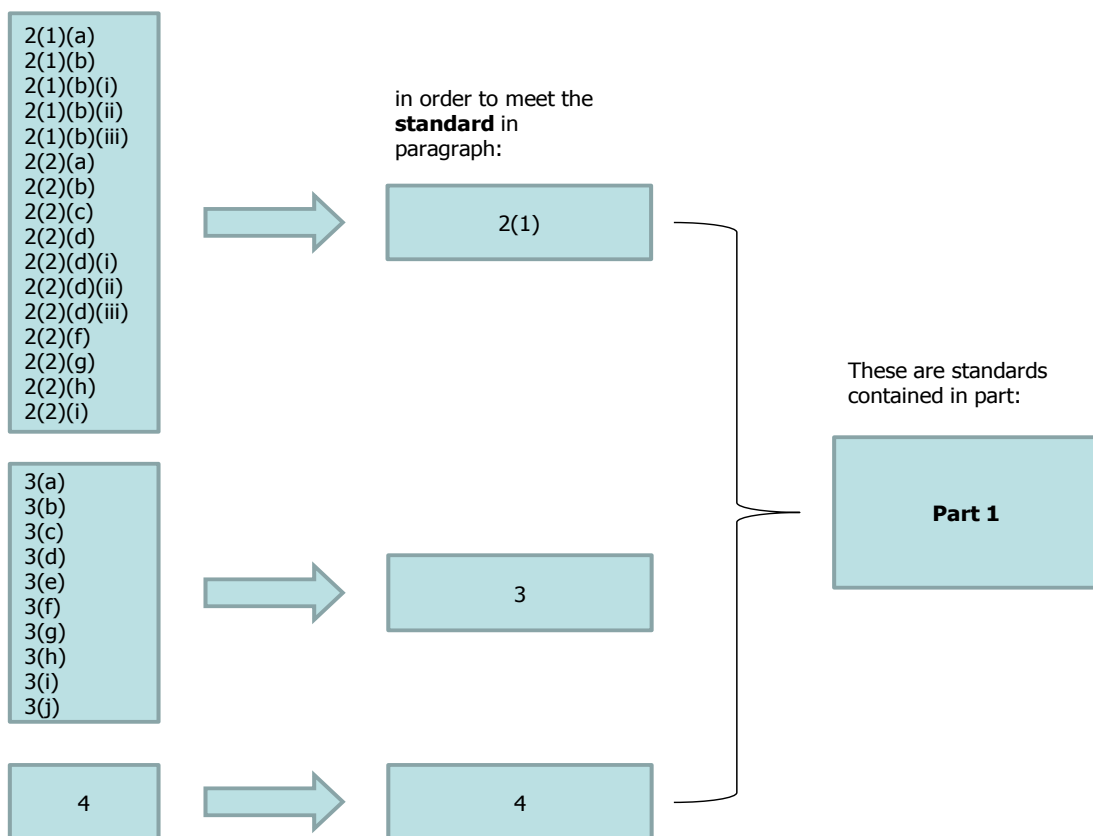 2(1)(a)
2(1)(b)
2(1)(b)(i)
2(1)(b)(ii)
2(1)(b)(iii)
2(2)(a)
2(2)(b)
2(2)(c)
2(2)(d)
2(2)(d)(i)
2(2)(d)(ii)
2(2)(d)(iii)
2(2)(f)
2(2)(g)
2(2)(h)
2(2)(i)
in order to meet the
standard in
paragraph:
2(1)
3(a)
3(b)
3(c)
3(d)
3(e)
3(f)
3(g)
3(h)
3(i)
3(j)
3
4
4
These are standards
contained in part:
Part 1